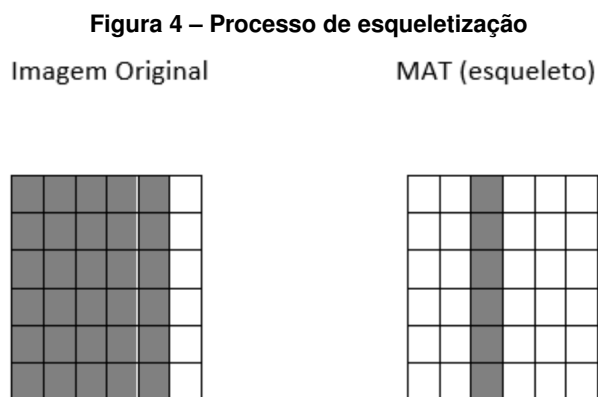 Figura 4 – Processo de esqueletização
Imagem Original
MAT (esqueleto)